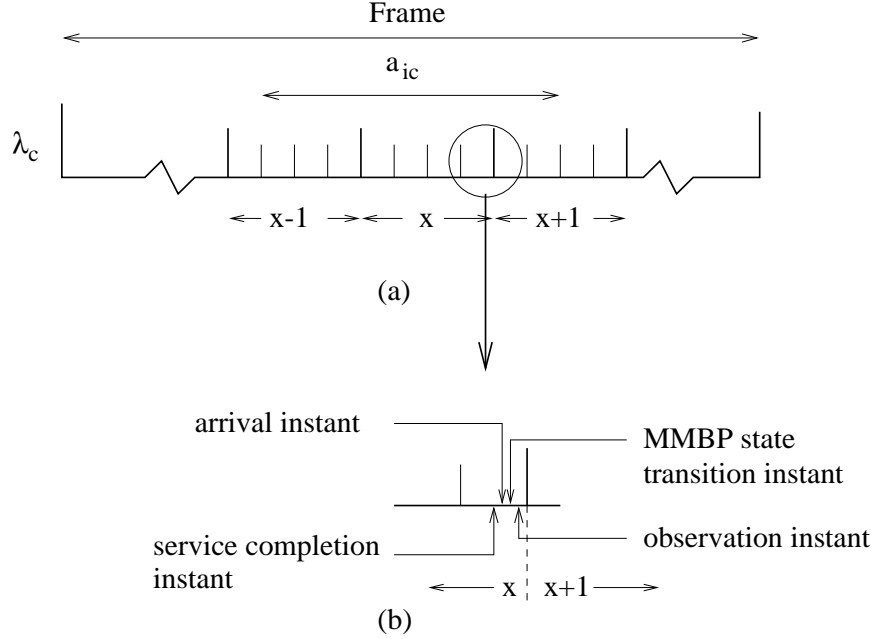 Frame
a_ic
λ_c
x-1 x x+1
(a)
arrival instant
MMBP state
transition instant
service completion
instant
observation instant
x x+1
(b)